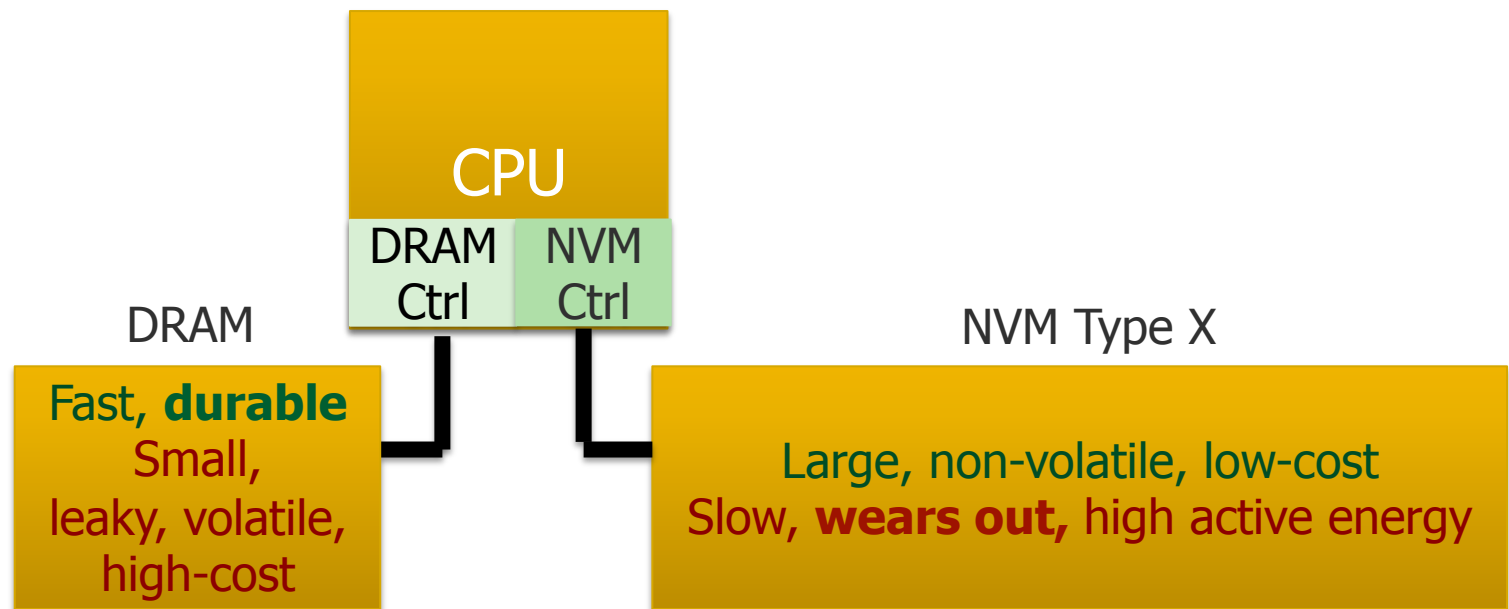 CPU
DRAM
Ctrl
NVM
Ctrl
DRAM
Fast, durable
Small,
leaky, volatile,
high-cost
NVM Type X
Large, non-volatile, low-cost
Slow, wears out, high active energy